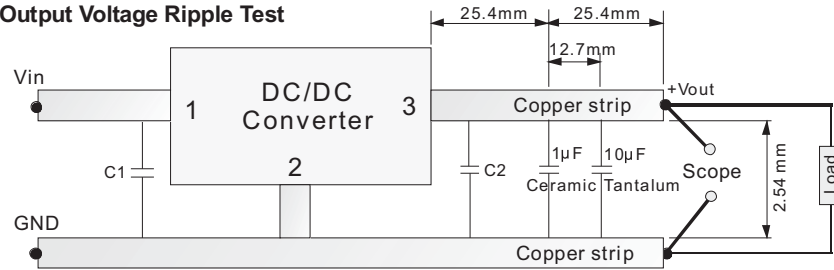 Output Voltage Ripple Test
25.4mm 25.4mm
12.7mm
Vin
DC/DC
Converter
1
3
2
Copper strip
+Vout
C1
C2
1µF
Ceramic
10µF
Tantalum
Scope
2.54 mm
Load
GND
Copper strip